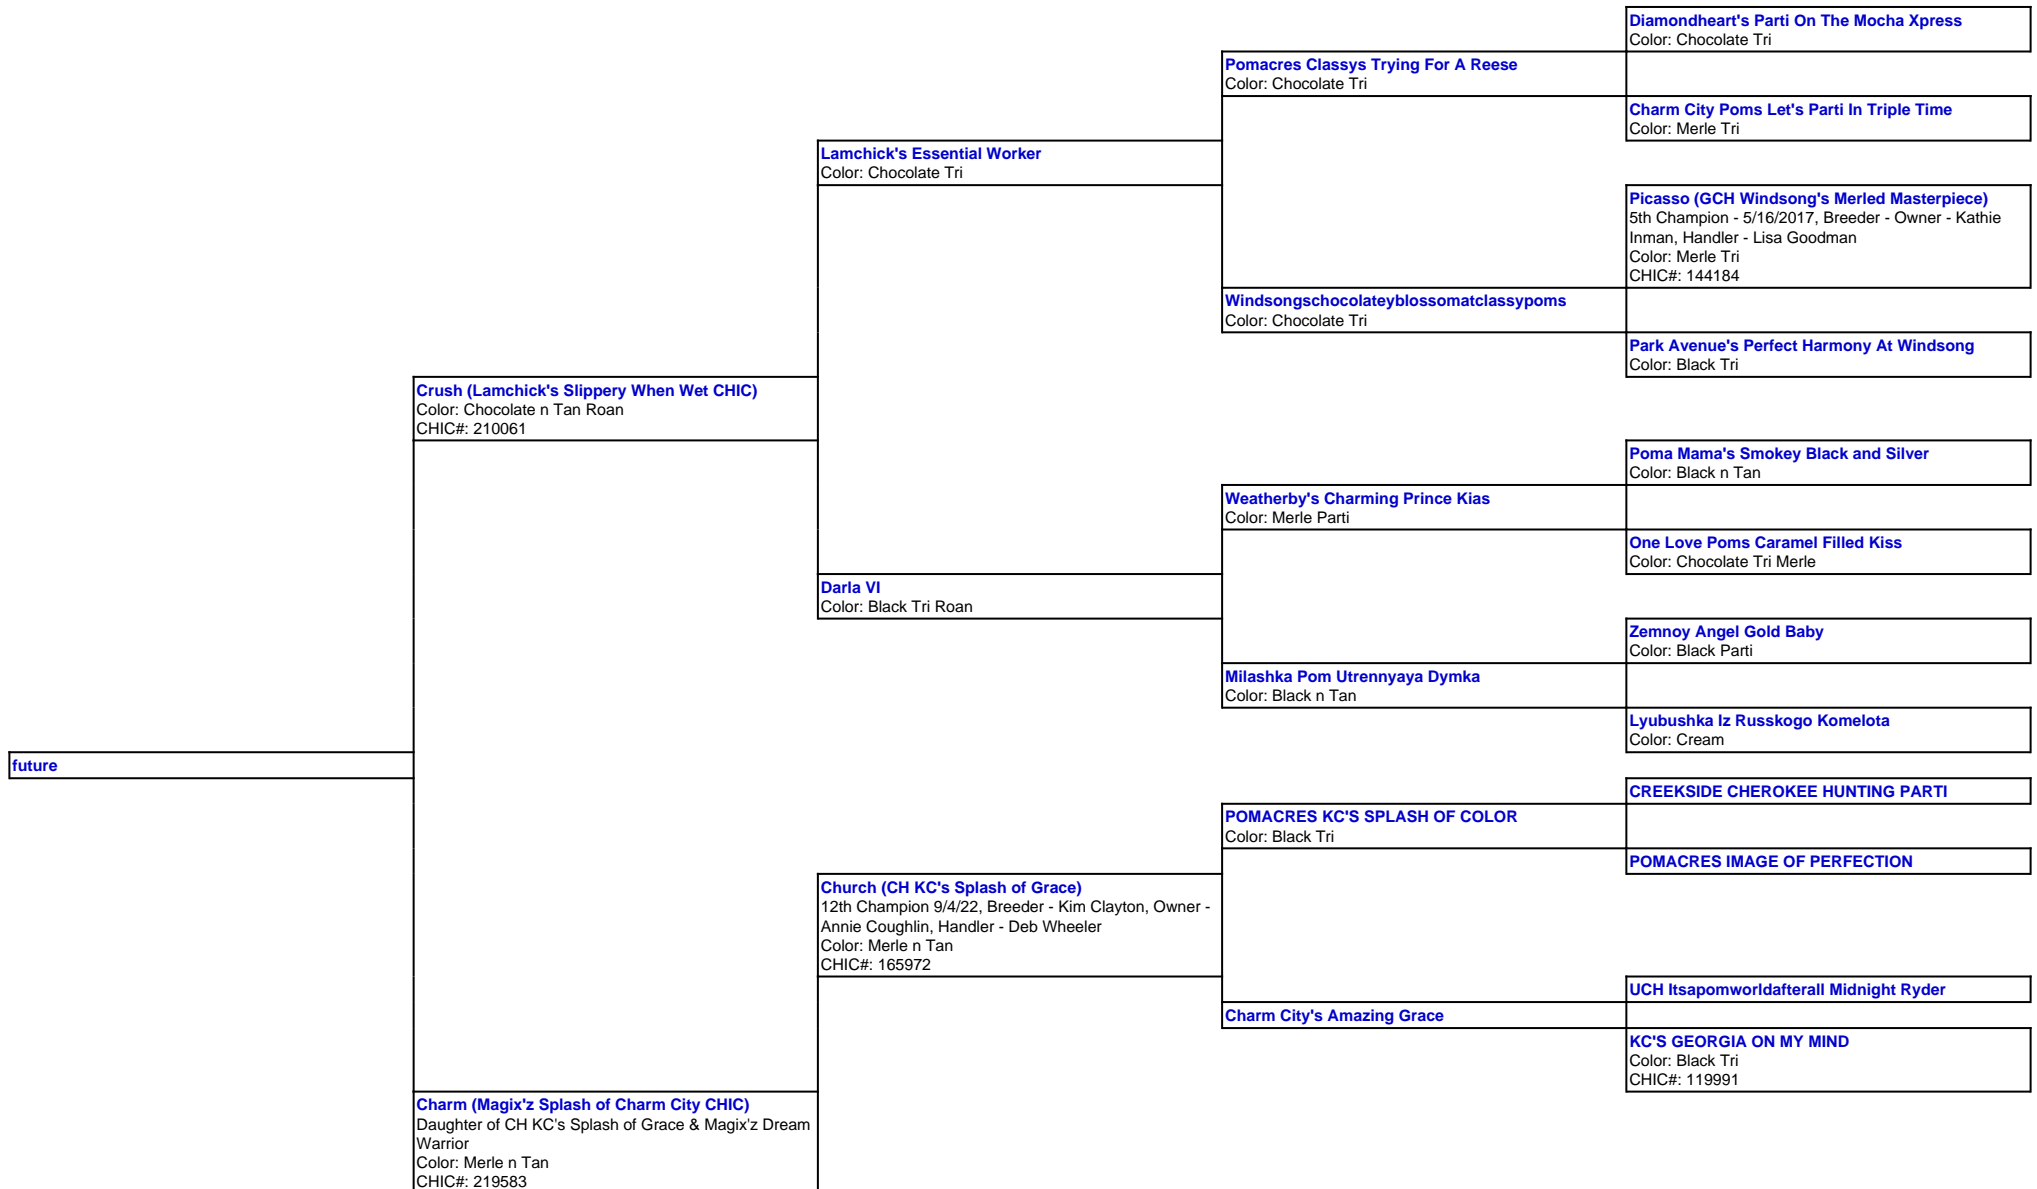 Diamondheart's Parti On The Mocha Xpress
Color: Chocolate Tri
Pomacres Classys Trying For A Reese
Color: Chocolate Tri
Charm City Poms Let's Parti In Triple Time
Color: Merle Tri
Lamchick's Essential Worker
Color: Chocolate Tri
Picasso (GCH Windsong's Merled Masterpiece)
5th Champion - 5/16/2017, Breeder - Owner - Kathie
Inman, Handler - Lisa Goodman
Color: Merle Tri
CHIC#: 144184
Windsongschocolateyblossomatclassypoms
Color: Chocolate Tri
Park Avenue's Perfect Harmony At Windsong
Color: Black Tri
Crush (Lamchick's Slippery When Wet CHIC)
Color: Chocolate n Tan Roan
CHIC#: 210061
Poma Mama's Smokey Black and Silver
Color: Black n Tan
Weatherby's Charming Prince Kias
Color: Merle Parti
One Love Poms Caramel Filled Kiss
Color: Chocolate Tri Merle
Darla VI
Color: Black Tri Roan
Zemnoy Angel Gold Baby
Color: Black Parti
Milashka Pom Utrennyaya Dymka
Color: Black n Tan
Lyubushka Iz Russkogo Komelota
Color: Cream
future
CREEKSIDE CHEROKEE HUNTING PARTI
POMACRES KC'S SPLASH OF COLOR
Color: Black Tri
POMACRES IMAGE OF PERFECTION
Church (CH KC's Splash of Grace)
12th Champion 9/4/22, Breeder - Kim Clayton, Owner -
Annie Coughlin, Handler - Deb Wheeler
Color: Merle n Tan
CHIC#: 165972
UCH Itsapomworldafterall Midnight Ryder
Charm City's Amazing Grace
KC'S GEORGIA ON MY MIND
Color: Black Tri
CHIC#: 119991
Charm (Magix'z Splash of Charm City CHIC)
Daughter of CH KC's Splash of Grace & Magix'z Dream
Warrior
Color: Merle n Tan
CHIC#: 219583